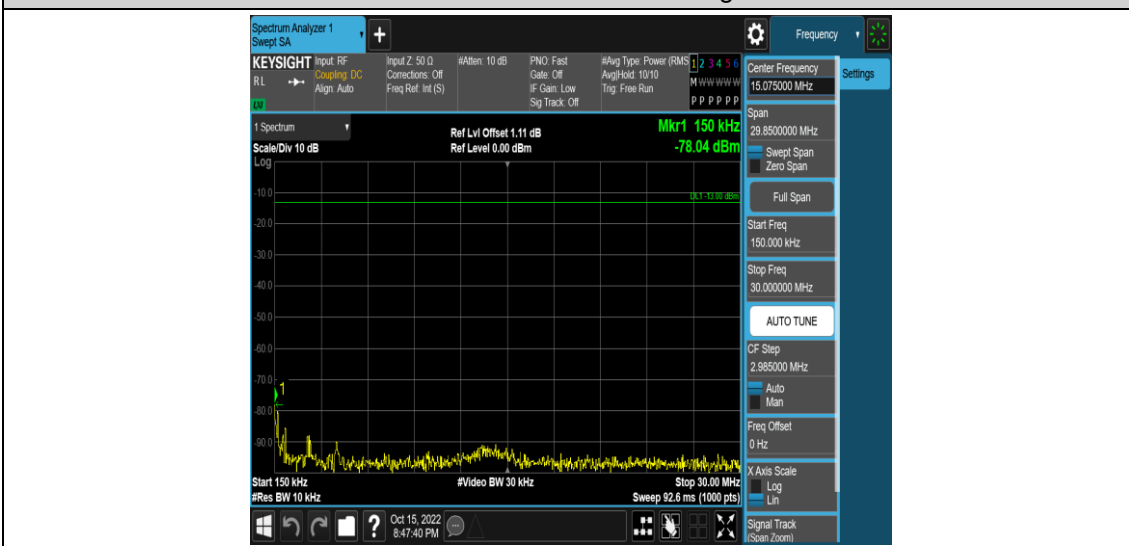 Spectrum Analyzer 1
Swept SA
+
Frequency
KEYSIGHT
RL
LW
Input: RF
Coupling: DC
Align: Auto
Input Z: 50 Ω
Corrections: Off
Freq Ref: Int (S)
#Atten: 10 dB
PNO: Fast
Gate: Off
IF Gain: Low
Sig Track: Off
#Avg Type: Power (RMS
Avg|Hold: 10/10
Trig: Free Run
1 2 3 4 5 6
M W W W W W
P P P P P P
1 Spectrum
Scale/Div 10 dB
Ref Lvl Offset 1.11 dB
Ref Level 0.00 dBm
Mkr1 150 kHz
-78.04 dBm
Log
DL1 -13.00 dBm
-10.0
-20.0
-30.0
-40.0
-50.0
-60.0
-70.0
-80.0
-90.0
1
Start 150 kHz
#Res BW 10 kHz
#Video BW 30 kHz
Stop 30.00 MHz
Sweep 92.6 ms (1000 pts)
?
Oct 15, 2022
8:47:40 PM
Center Frequency
15.075000 MHz
Settings
Span
29.8500000 MHz
Swept Span
Zero Span
Full Span
Start Freq
150.000 kHz
Stop Freq
30.000000 MHz
AUTO TUNE
CF Step
2.985000 MHz
Auto
Man
Freq Offset
0 Hz
X Axis Scale
Log
Lin
Signal Track
(Span Zoom)